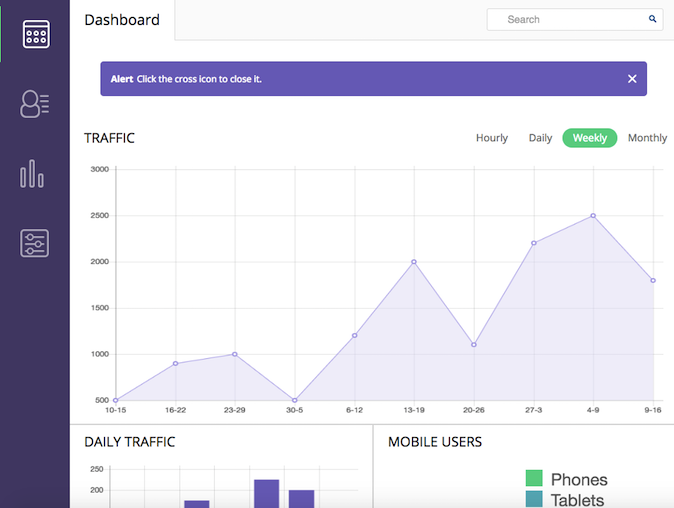 Dashboard
Search
Alert Click the cross icon to close it.
TRAFFIC
Hourly Daily Weekly Monthly
3000
2500
2000
1500
1000
500
10-15 16-22 23-29 30-5 6-12 13-19 20-26 27-3 4-9 9-16
DAILY TRAFFIC
250
200
MOBILE USERS
Phones
Tablets